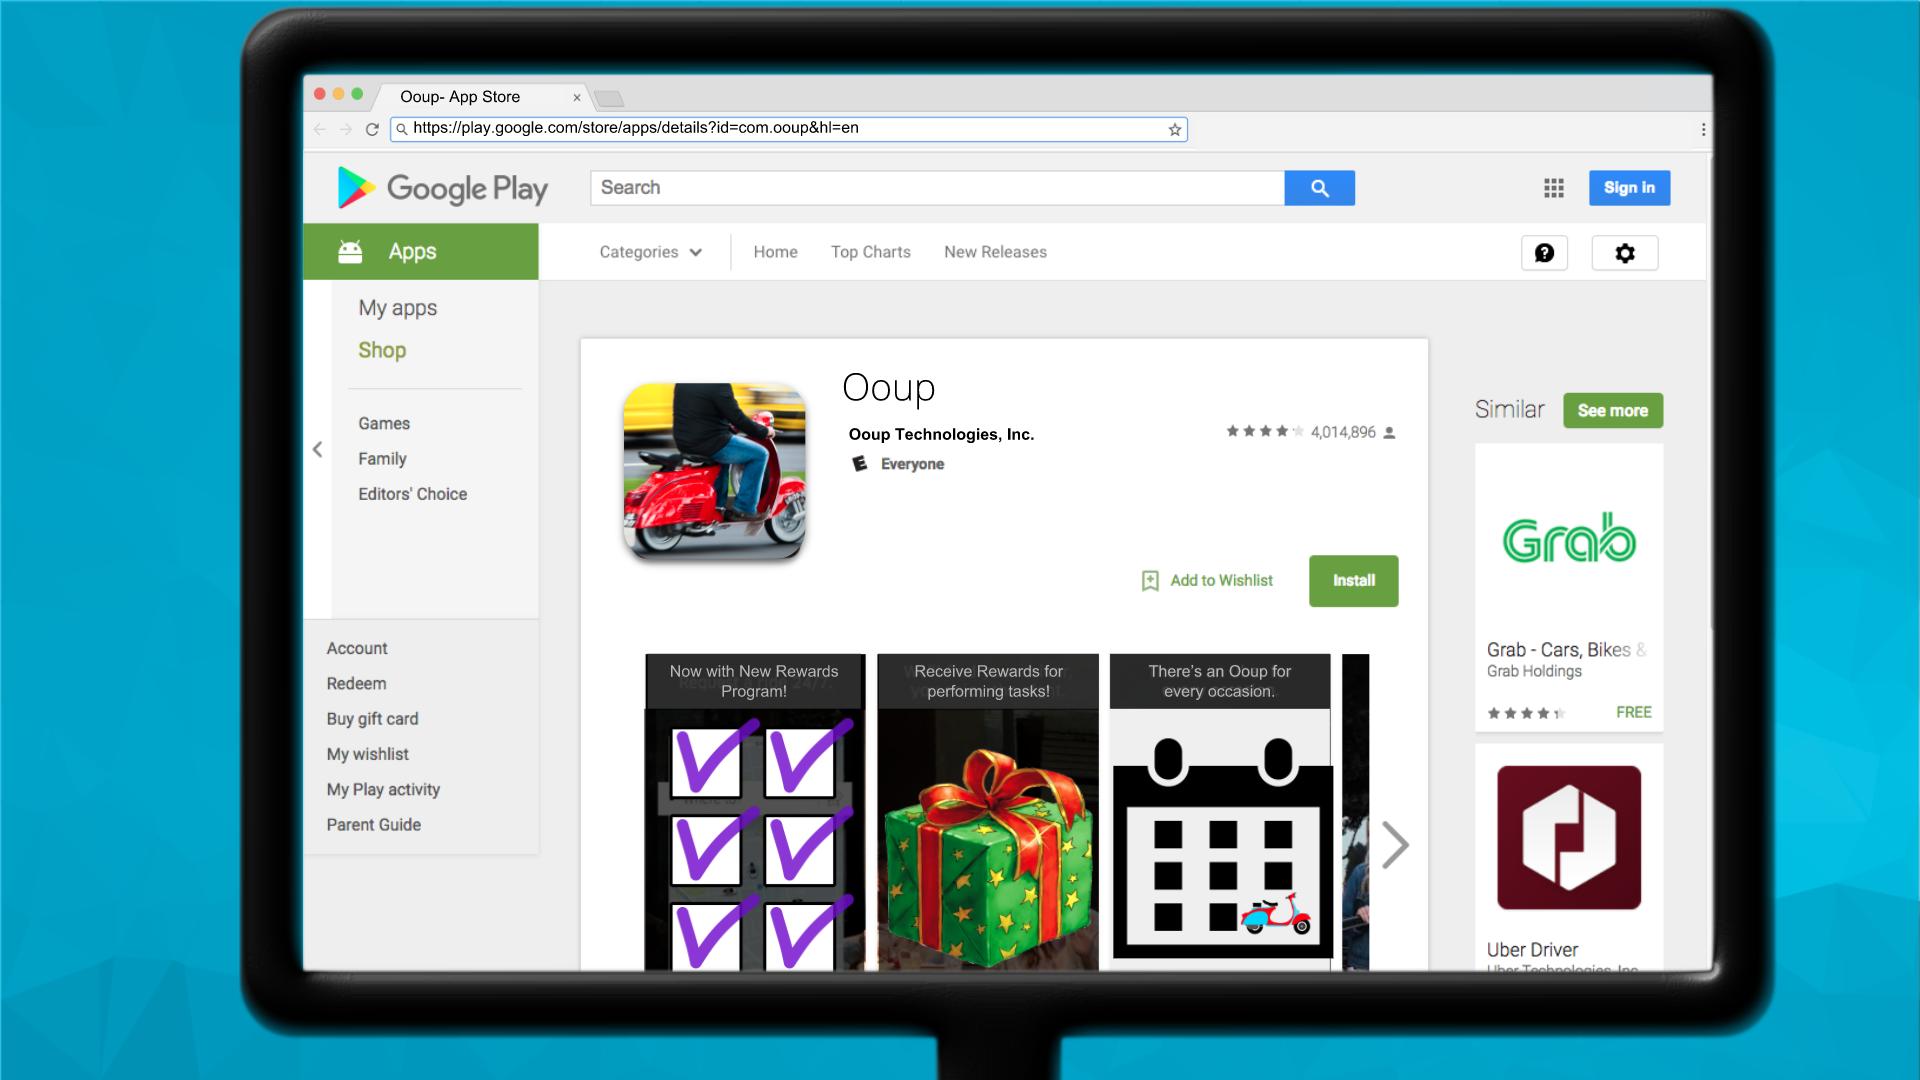 Ooup- App Store
https://play.google.com/store/apps/details?id=com.ooup&hl=en
Google Play
Search
Sign in
Apps
Categories
Home
Top Charts
New Releases
My apps
Shop
Games
Family
Editors' Choice
Account
Redeem
Buy gift card
My wishlist
My Play activity
Parent Guide
Ooup
Ooup Technologies, Inc.
4,014,896
E Everyone
Add to Wishlist
Install
Now with New Rewards
Program!
Receive Rewards for
performing tasks!
There's an Ooup for
every occasion.
Similar
See more
Grab
Grab - Cars, Bikes &
Grab Holdings
FREE
Uber Driver
Uber Technologies, Inc.